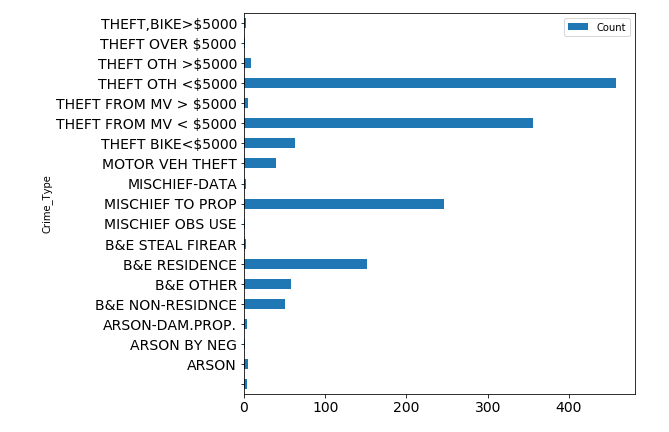 THEFT,BIKE>$5000
THEFT OVER $5000
THEFT OTH >$5000
THEFT OTH <$5000
THEFT FROM MV > $5000
THEFT FROM MV < $5000
THEFT BIKE<$5000
MOTOR VEH THEFT
MISCHIEF-DATA
MISCHIEF TO PROP
MISCHIEF OBS USE
B&E STEAL FIREAR
B&E RESIDENCE
B&E OTHER
B&E NON-RESIDNCE
ARSON-DAM.PROP.
ARSON BY NEG
ARSON
Crime_Type
Count
0 100 200 300 400